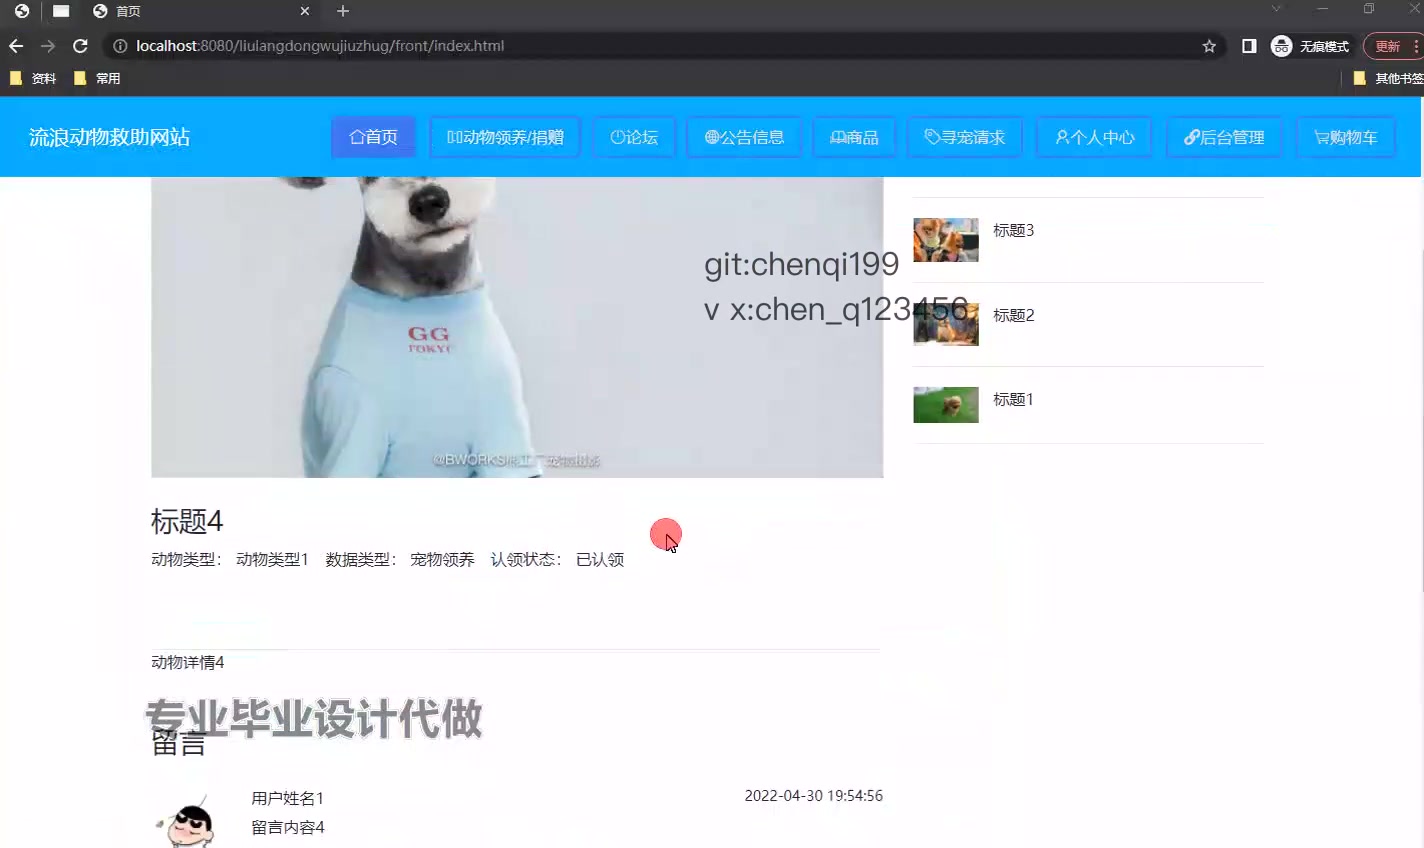 首页
localhost:8080/liulangdongwujiuzhug/front/index.html
无痕模式
更新
资料
常用
其他书签
流浪动物救助网站
首页
动物领养/捐赠
论坛
公告信息
商品
寻宠请求
个人中心
后台管理
购物车
标题3
git:chenqi199
v x:chen_q123456
标题2
GG
TOKYO
标题1
标题4
动物类型： 动物类型1 数据类型： 宠物领养 认领状态： 已认领
动物详情4
专业毕业设计代做
留言
用户姓名1
2022-04-30 19:54:56
留言内容4